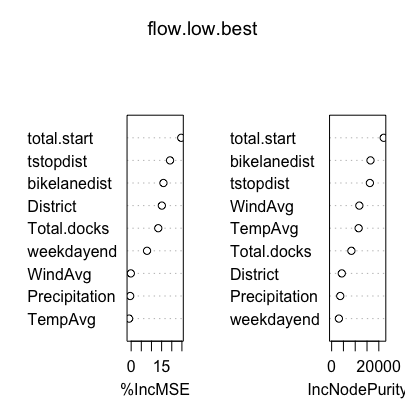 flow.low.best
total.start
tstopdist
bikelanedist
District
Total.docks
weekdayend
WindAvg
Precipitation
TempAvg
0 15
%IncMSE
total.start
bikelanedist
tstopdist
WindAvg
TempAvg
Total.docks
District
Precipitation
weekdayend
0 20000
IncNodePurity